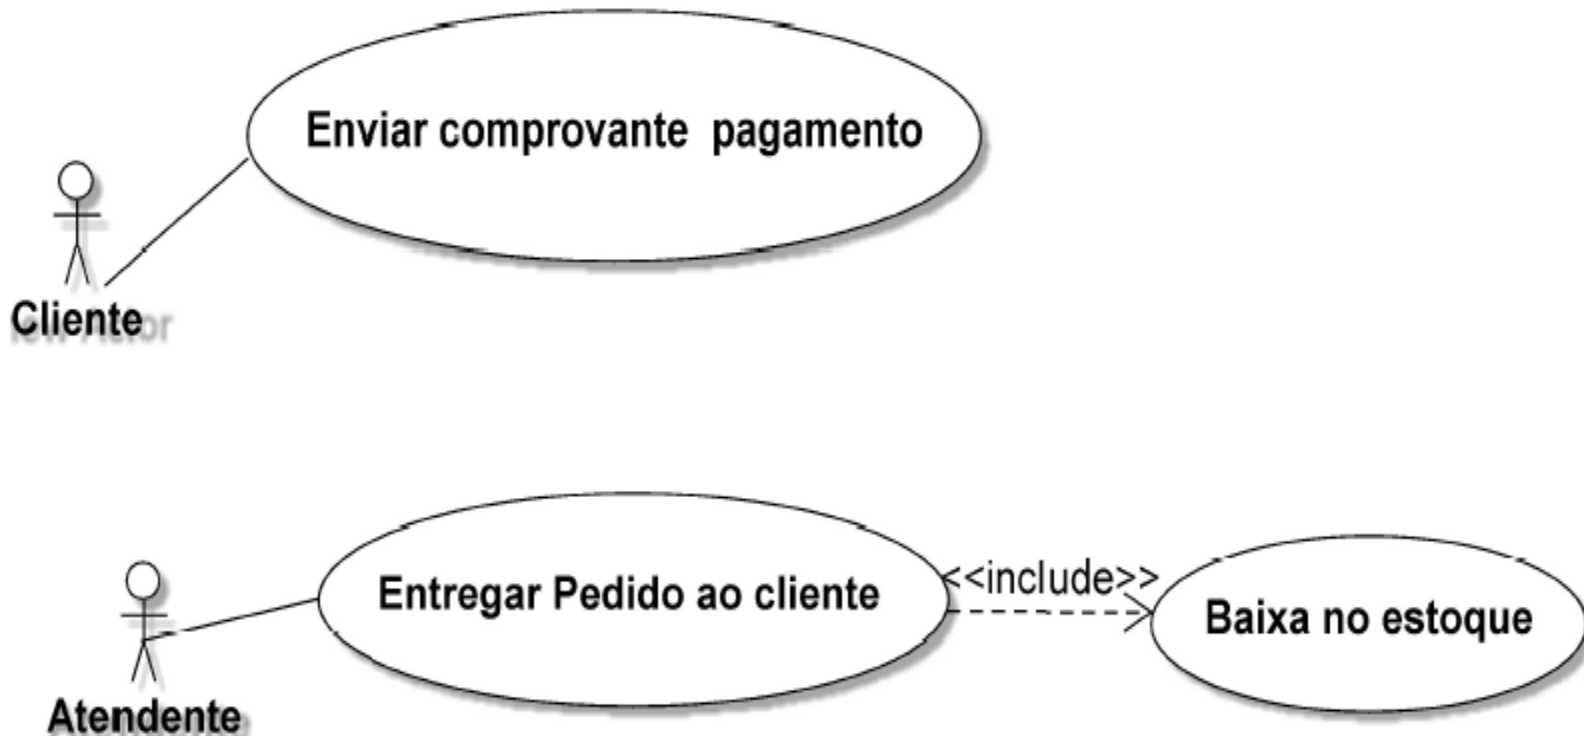 Enviar comprovante pagamento
Cliente
Entregar Pedido ao cliente
<<include>>
Baixa no estoque
Atendente